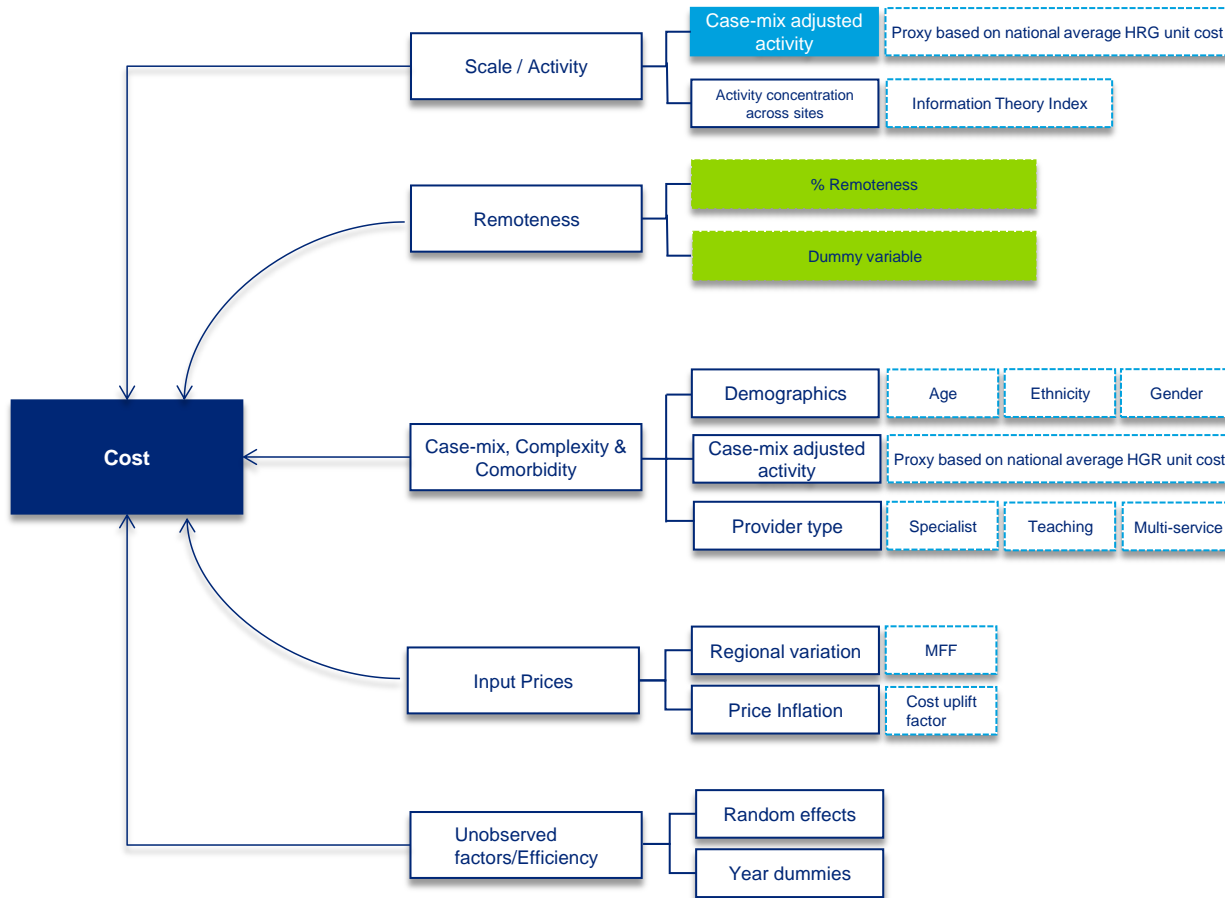 Case-mix adjusted
activity
Proxy based on national average HRG unit cost
Scale / Activity
Activity concentration
across sites
Information Theory Index
% Remoteness
Remoteness
Dummy variable
Demographics
Age
Ethnicity
Gender
Cost
Case-mix, Complexity &
Comorbidity
Case-mix adjusted
activity
Proxy based on national average HGR unit cost
Provider type
Specialist
Teaching
Multi-service
Regional variation
MFF
Input Prices
Price Inflation
Cost uplift
factor
Random effects
Unobserved
factors/Efficiency
Year dummies